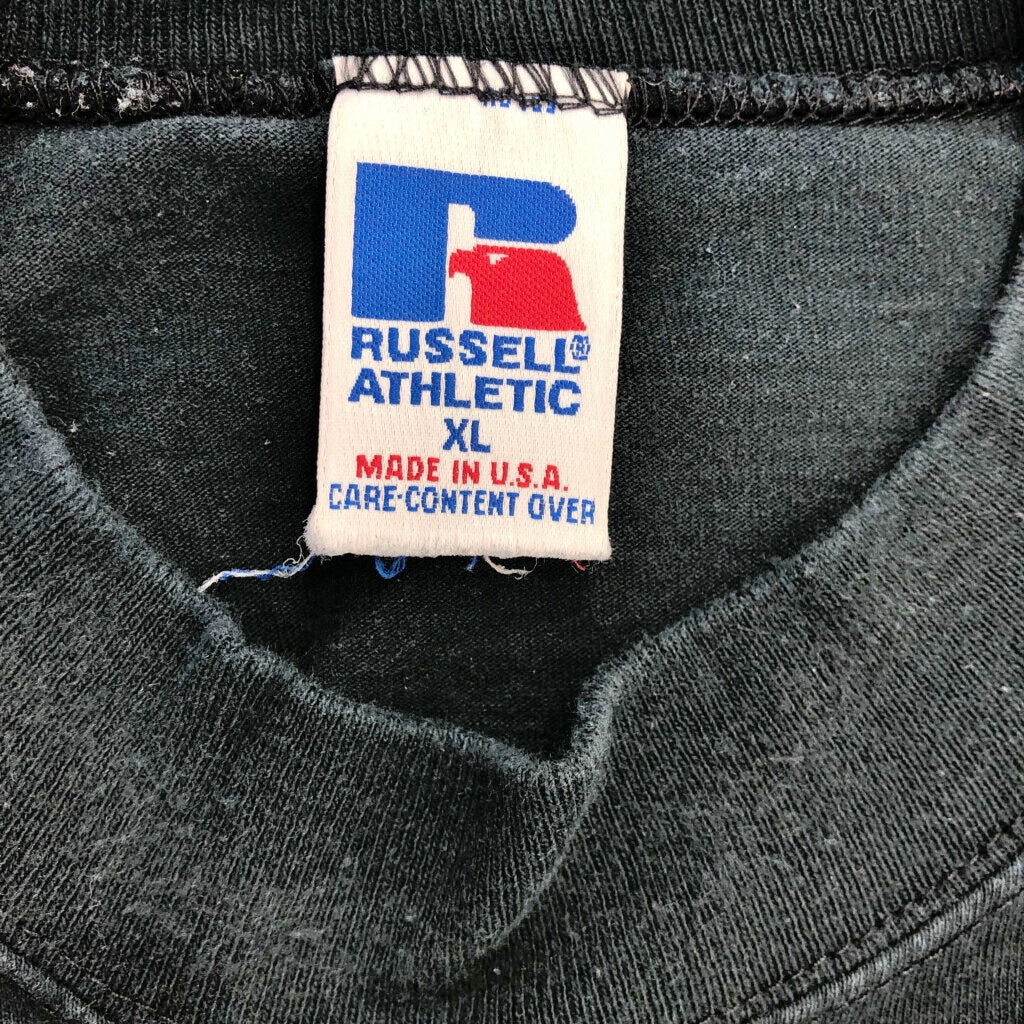 RUSSELL®
ATHLETIC
XL
MADE IN U.S.A.
CARE-CONTENT OVER